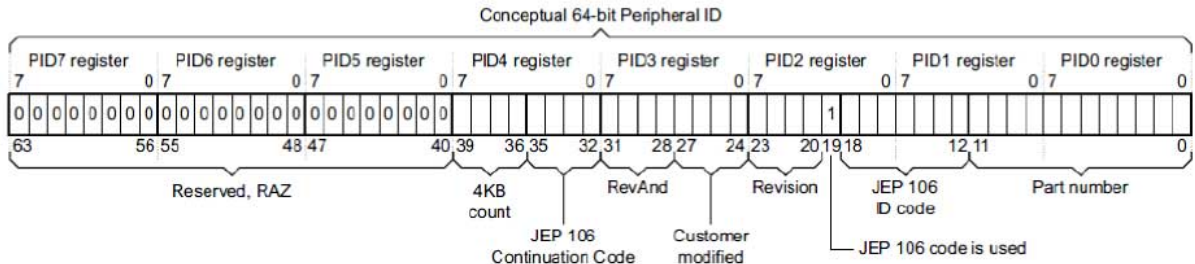 Conceptual 64-bit Peripheral ID
PID7 register PID6 register PID5 register PID4 register PID3 register PID2 register PID1 register PID0 register
7 0 7 0 7 0 7 0 7 0 7 0 7 0 7 0
0 0 0 0 0 0 0 0 0 0 0 0 0 0 0 0 0 0 0 0 0 0 0 0 1
63 56 55 48 47 40 39 36 35 32 31 28 27 24 23 20 19 18 12 11 0
Reserved, RAZ 4KB RevAnd Revision JEP 106 Part number
count ID code
JEP 106 Customer JEP 106 code is used
Continuation Code modified